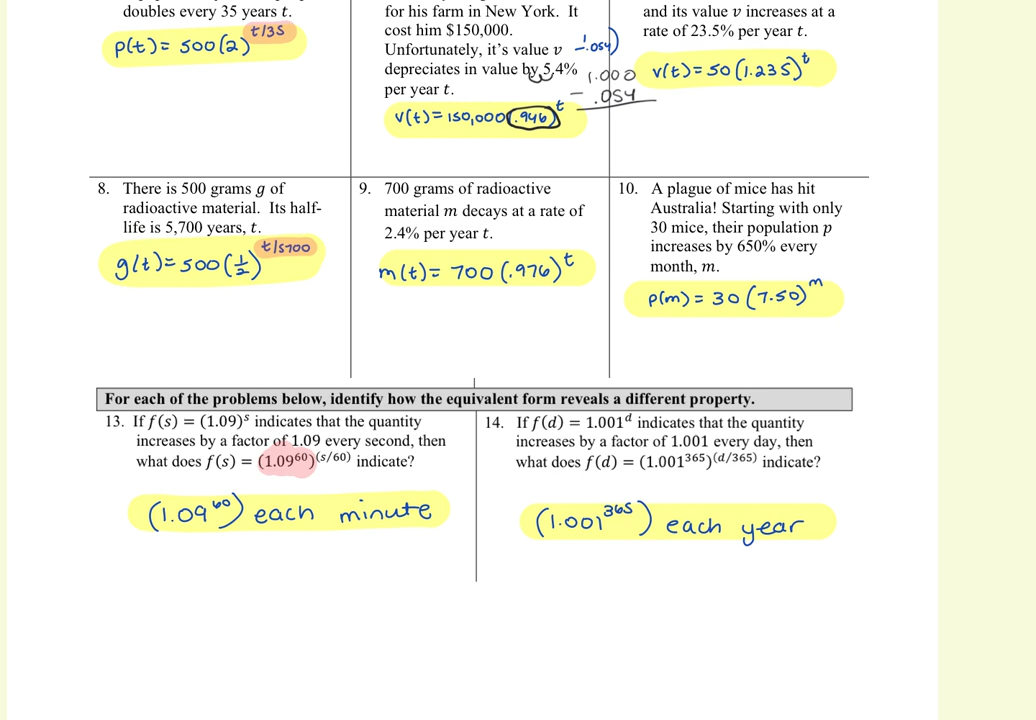 doubles every 35 years t.
p(t) = 500(2)^t/35
for his farm in New York. It
cost him $150,000.
Unfortunately, it's value v
depreciates in value by 5.4%
per year t.
1.000
- .054
v(t) = 150,000(.946)^t
and its value v increases at a
rate of 23.5% per year t.
v(t) = 50(1.235)^t
8. There is 500 grams g of
radioactive material. Its half-
life is 5,700 years, t.
g(t) = 500(1/2)^t/5700
9. 700 grams of radioactive
material m decays at a rate of
2.4% per year t.
m(t) = 700(.976)^t
10. A plague of mice has hit
Australia! Starting with only
30 mice, their population p
increases by 650% every
month, m.
p(m) = 30(7.50)^m
For each of the problems below, identify how the equivalent form reveals a different property.
13. If f(s) = (1.09)^s indicates that the quantity
increases by a factor of 1.09 every second, then
what does f(s) = (1.09^60)^(s/60) indicate?
(1.09^60) each minute
14. If f(d) = 1.001^d indicates that the quantity
increases by a factor of 1.001 every day, then
what does f(d) = (1.001^365)^(d/365) indicate?
(1.001^365) each year